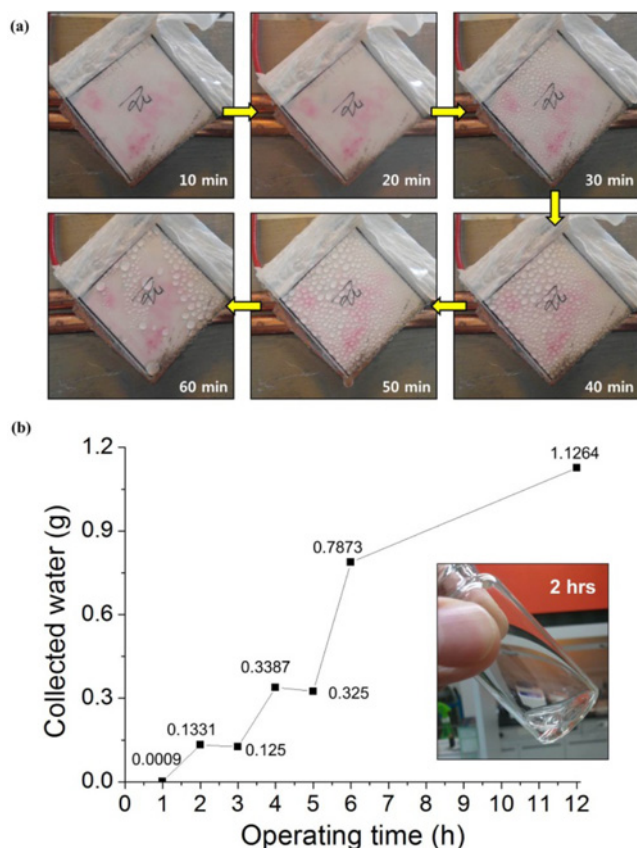 (a)
10 min
20 min
30 min
60 min
50 min
40 min
(b)
Collected water (g)
1.2
0.9
0.6
0.3
0.0
0.0009
0.1331
0.125
0.3387
0.325
0.7873
1.1264
2 hrs
0 1 2 3 4 5 6 7 8 9 10 11 12
Operating time (h)